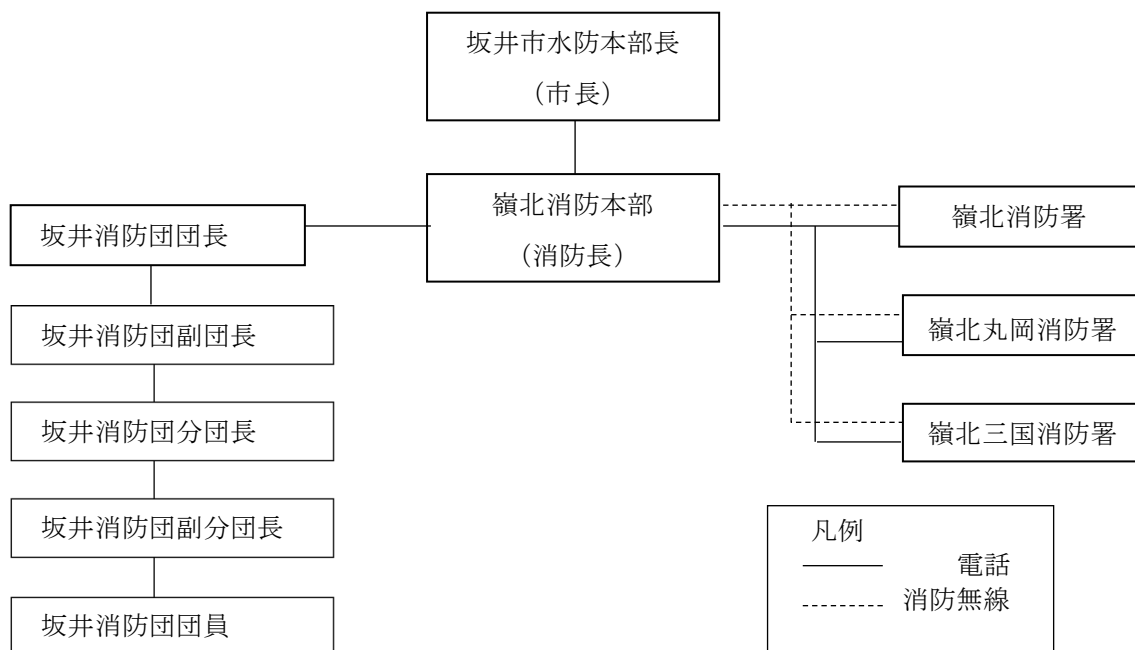 坂井市水防本部長
(市長)
嶺北消防本部
(消防長)
坂井消防団団長
坂井消防団副団長
坂井消防団分団長
坂井消防団副分団長
坂井消防団団員
嶺北消防署
嶺北丸岡消防署
嶺北三国消防署
凡例
電話
消防無線